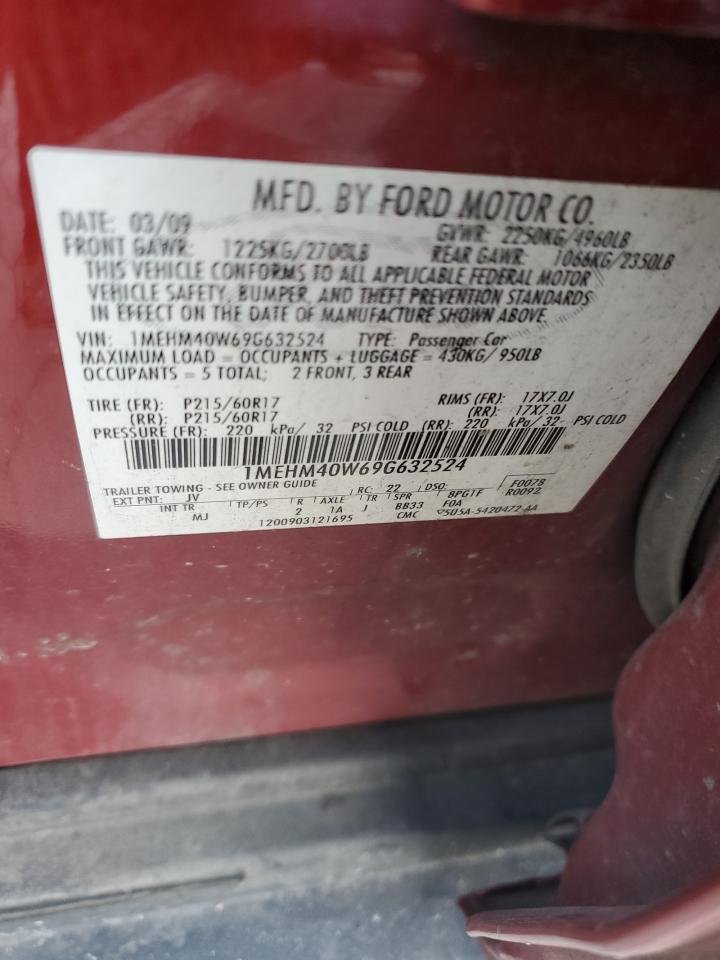 MFD. BY FORD MOTOR CO.
DATE: 03/09 GVWR: 2250KG/4960LB
FRONT GAWR: 1225KG/2700LB REAR GAWR: 1066KG/2350LB
THIS VEHICLE CONFORMS TO ALL APPLICABLE FEDERAL MOTOR
VEHICLE SAFETY, BUMPER, AND THEFT PREVENTION STANDARDS
IN EFFECT ON THE DATE OF MANUFACTURE SHOWN ABOVE.
VIN: 1MEHM40W69G632524 TYPE: Passenger Car
MAXIMUM LOAD = OCCUPANTS + LUGGAGE = 430KG/ 950LB
OCCUPANTS = 5 TOTAL; 2 FRONT, 3 REAR
TIRE (FR): P215/60R17 RIMS (FR): 17X7.0J
(RR): P215/60R17 (RR): 17X7.0J
PRESSURE (FR): 220 kPa/ 32 PSI COLD (RR): 220 kPa/ 32 PSI COLD
1MEHM40W69G632524
TRAILER TOWING - SEE OWNER GUIDE
EXT PNT: JV RC: 22 DSO: F0078
R0092
INT TR TP/PS R AXLE TR SPR BPGTF
MJ 2 1A J BB33 F0A
1200903121695 CMC 5U5A-5420472-AA